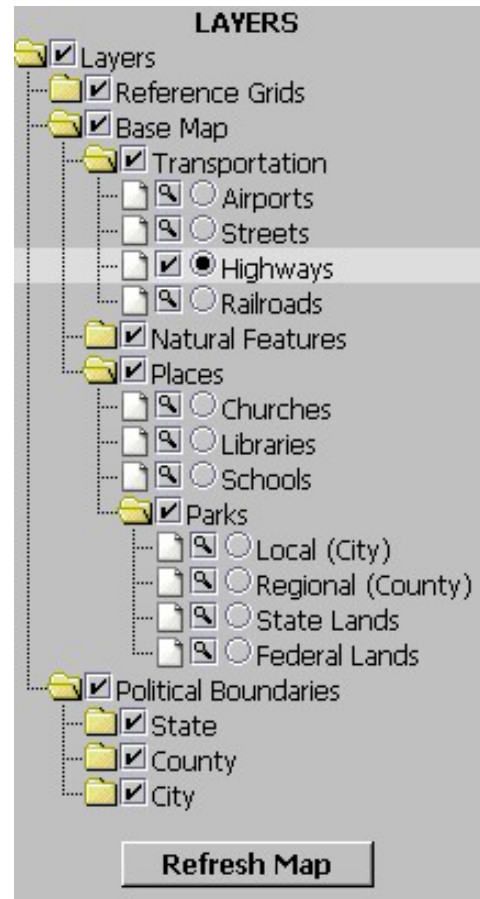 LAYERS
Layers
Reference Grids
Base Map
Transportation
Airports
Streets
Highways
Railroads
Natural Features
Places
Churches
Libraries
Schools
Parks
Local (City)
Regional (County)
State Lands
Federal Lands
Political Boundaries
State
County
City
Refresh Map